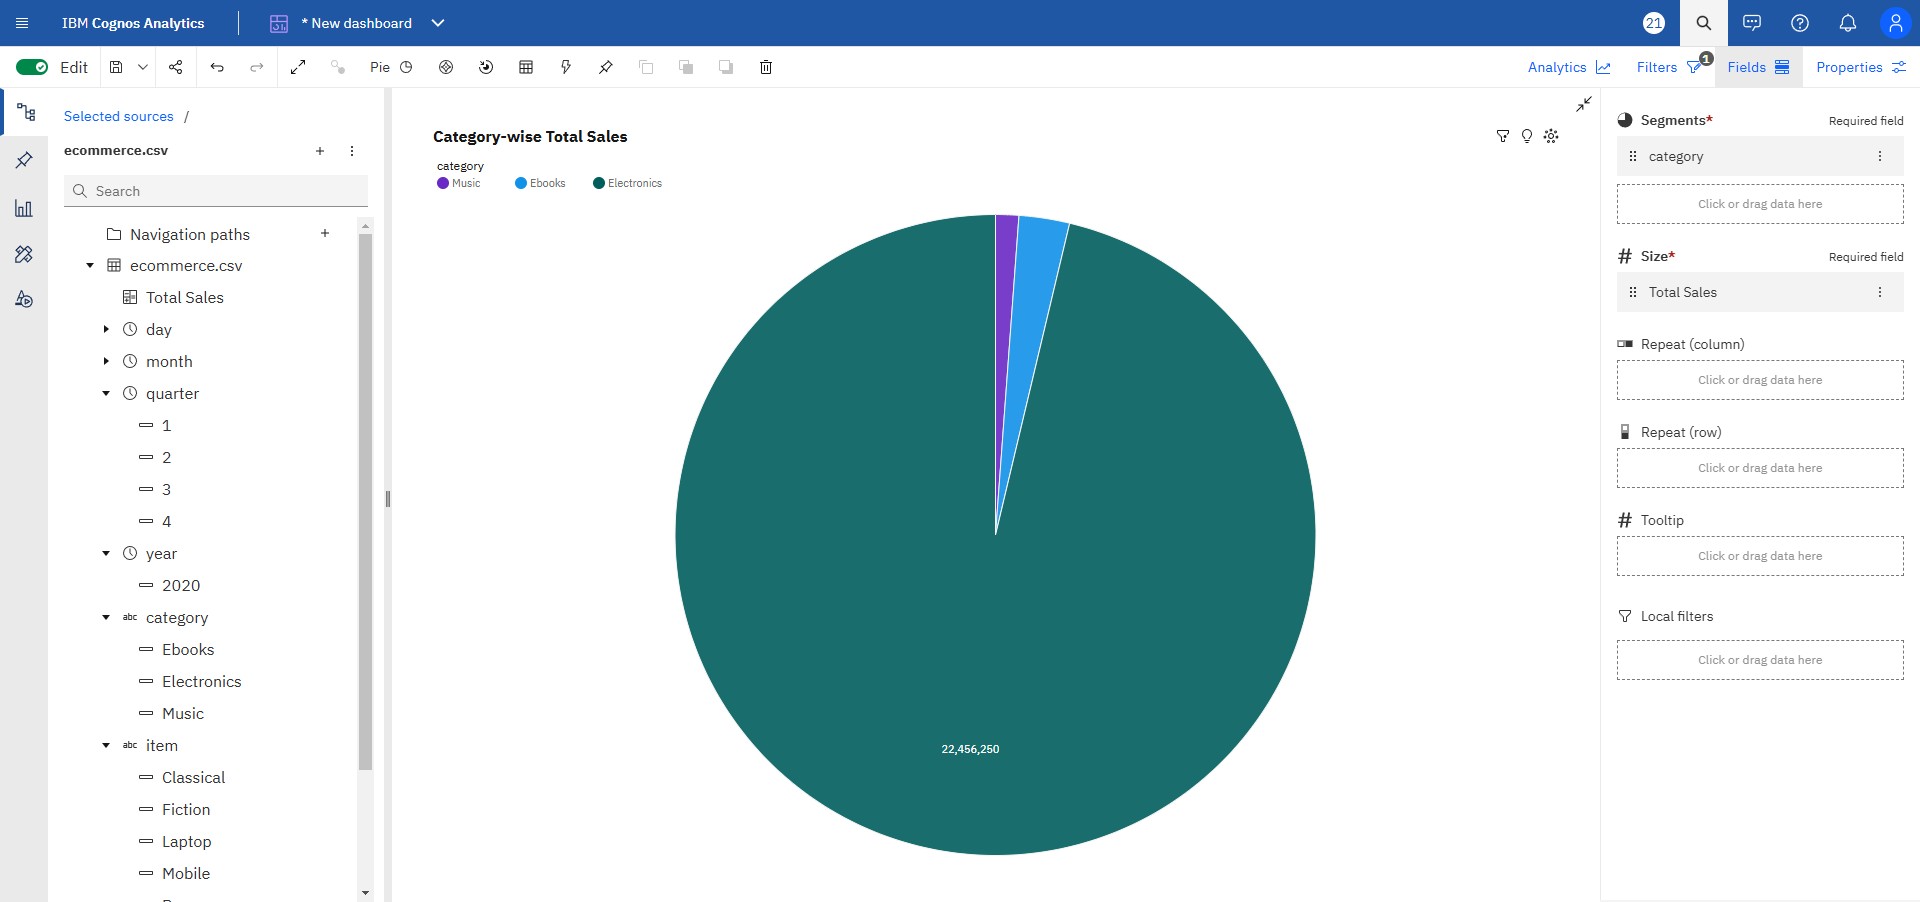 IBM Cognos Analytics
* New dashboard
21
Edit
Pie
Analytics
Filters
1
Fields
Properties
Selected sources /
ecommerce.csv
Search
Navigation paths
ecommerce.csv
Total Sales
day
month
quarter
1
2
3
4
year
2020
abc category
Ebooks
Electronics
Music
abc item
Classical
Fiction
Laptop
Mobile
Category-wise Total Sales
category
Music
Ebooks
Electronics
22,456,250
Segments* Required field
category
Click or drag data here
# Size* Required field
Total Sales
Repeat (column)
Click or drag data here
Repeat (row)
Click or drag data here
# Tooltip
Click or drag data here
Local filters
Click or drag data here